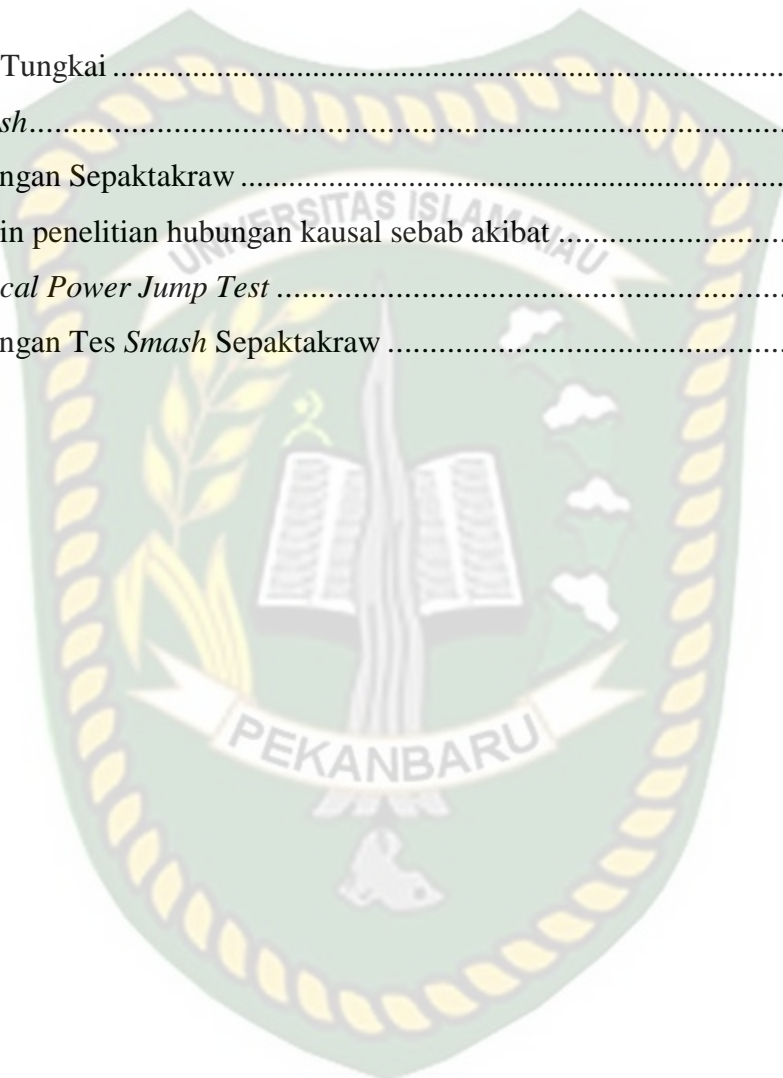 Tungkai ........................................................................................
sh................................................................................................
ngan Sepaktakraw ......................................................................
in penelitian hubungan kausal sebab akibat ..............................
cal Power Jump Test ..................................................................
ngan Tes Smash Sepaktakraw ....................................................
UNIVERSITAS ISLAM RIAU
PEKANBARU